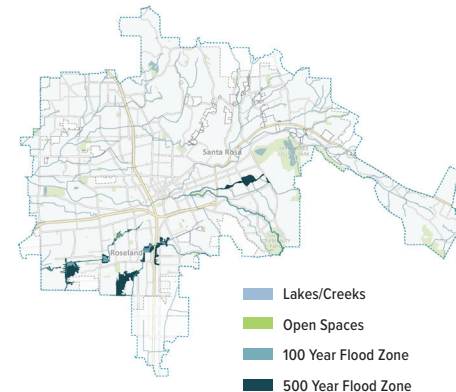 Santa Rosa
Roseland
Lakes/Creeks
Open Spaces
100 Year Flood Zone
500 Year Flood Zone